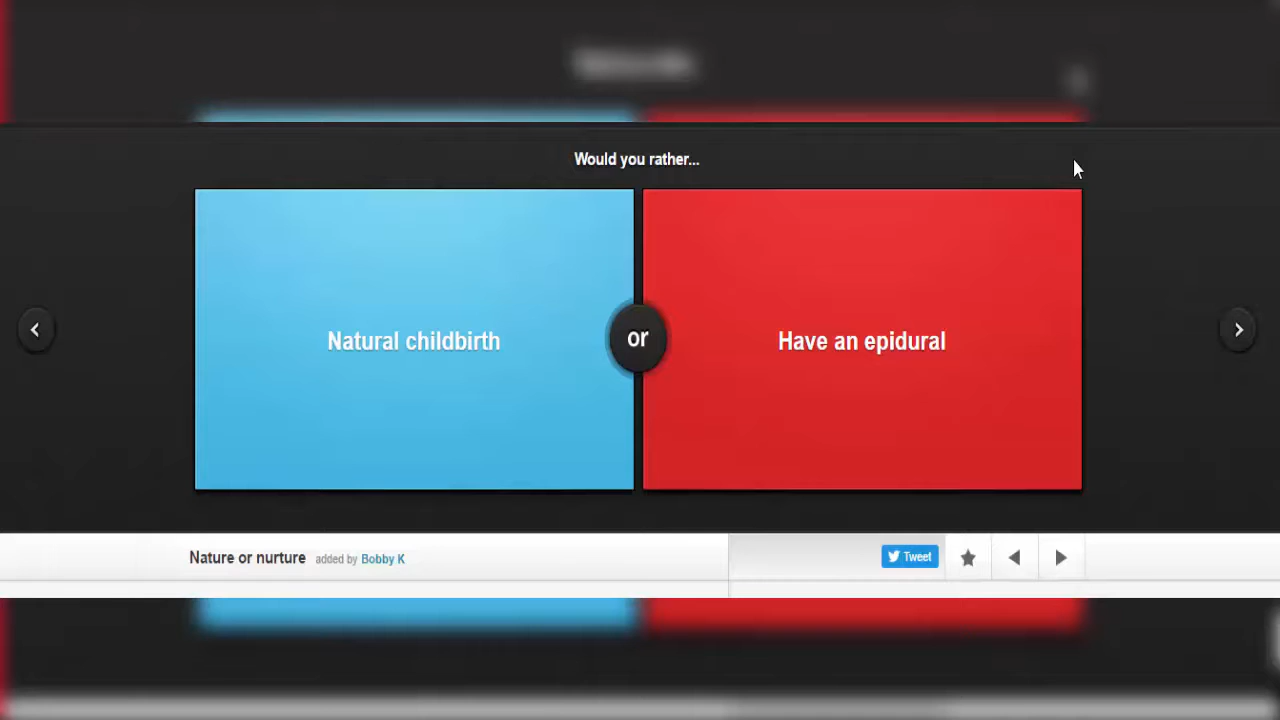 Would you rather...
Natural childbirth
or
Have an epidural
Nature or nurture added by Bobby K
Tweet